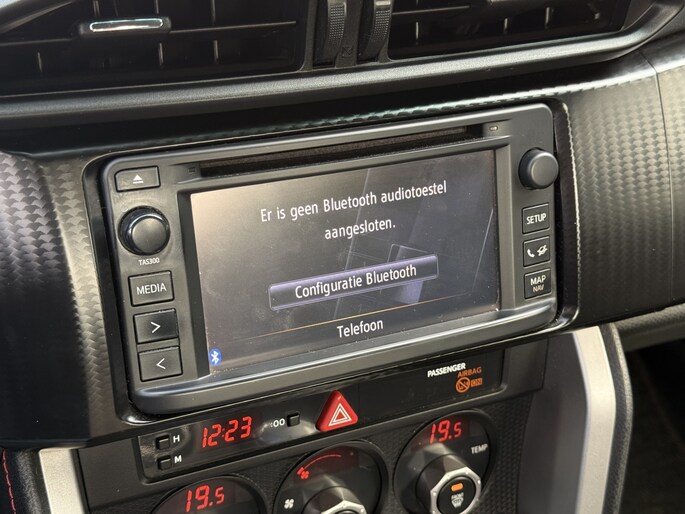 Er is geen Bluetooth audiotoestel
aangesloten.
Configuratie Bluetooth
Telefoon
TAS300
MEDIA
SETUP
MAP
NAV
PASSENGER
AIRBAG
H
12:23
:00
M
19.5
19.5
TEMP